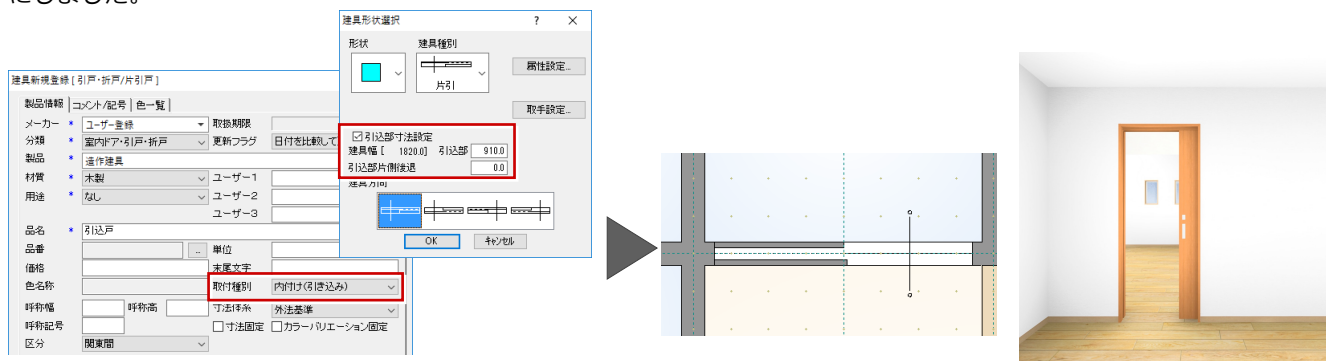 にしました。
建具形状選択 ? ×
形状 建具種別
片引
属性設定...
取手設定...
引込部寸法設定
建具幅 [ 1820.0] 引込部 910.0
引込部片側後退 0.0
建具方向
OK キャンセル
建具新規登録 [ 引戸・折戸/片引戸 ]
製品情報 コメント/記号 色一覧
メーカー * ユーザー登録 取扱期限
分類 * 室内ドア・引戸・折戸 更新フラグ 日付を比較して
製品 * 造作建具
材質 * 木製 ユーザー1
用途 * なし ユーザー2
ユーザー3
品名 * 引込戸
品番 .. 単位
価格 末尾文字
色名称 取付種別 内付け(引き込み)
呼称幅 呼称高 寸法体系 外法基準
呼称記号 寸法固定 カラーバリエーション固定
区分 関東間